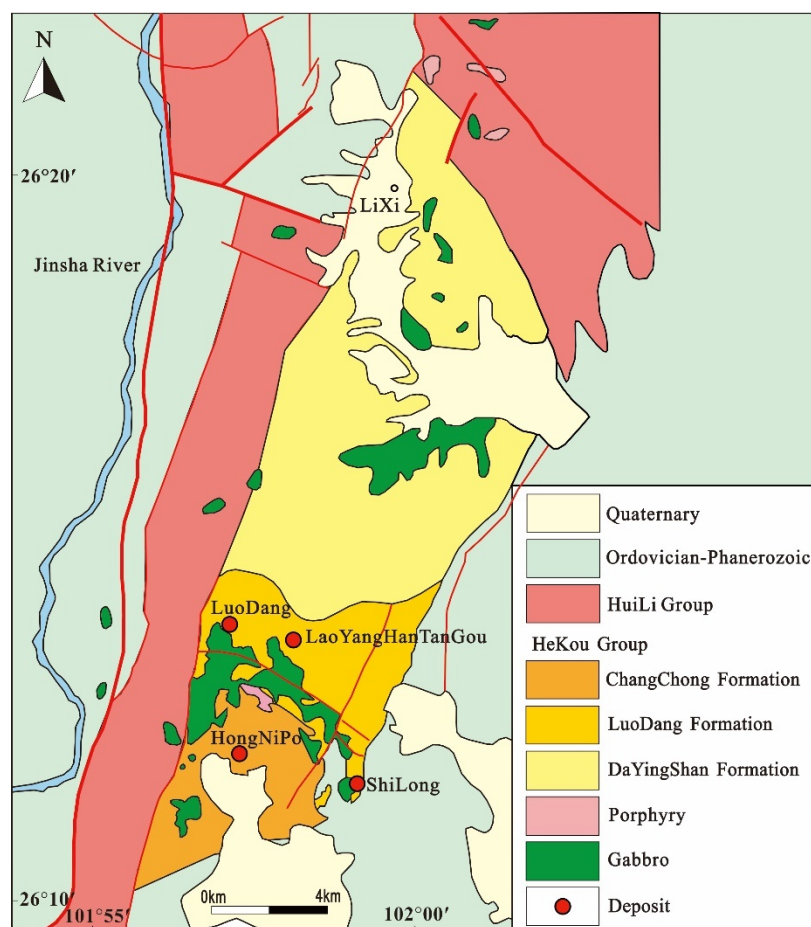 N
26°20′
LiXi
Jinsha River
LuoDang
LaoYangHanTanGou
HongNiPo
ShiLong
26°10′
101°55′
0km
4km
102°00′
Quaternary
Ordovician-Phanerozoic
HuiLi Group
HeKou Group
ChangChong Formation
LuoDang Formation
DaYingShan Formation
Porphyry
Gabbro
Deposit